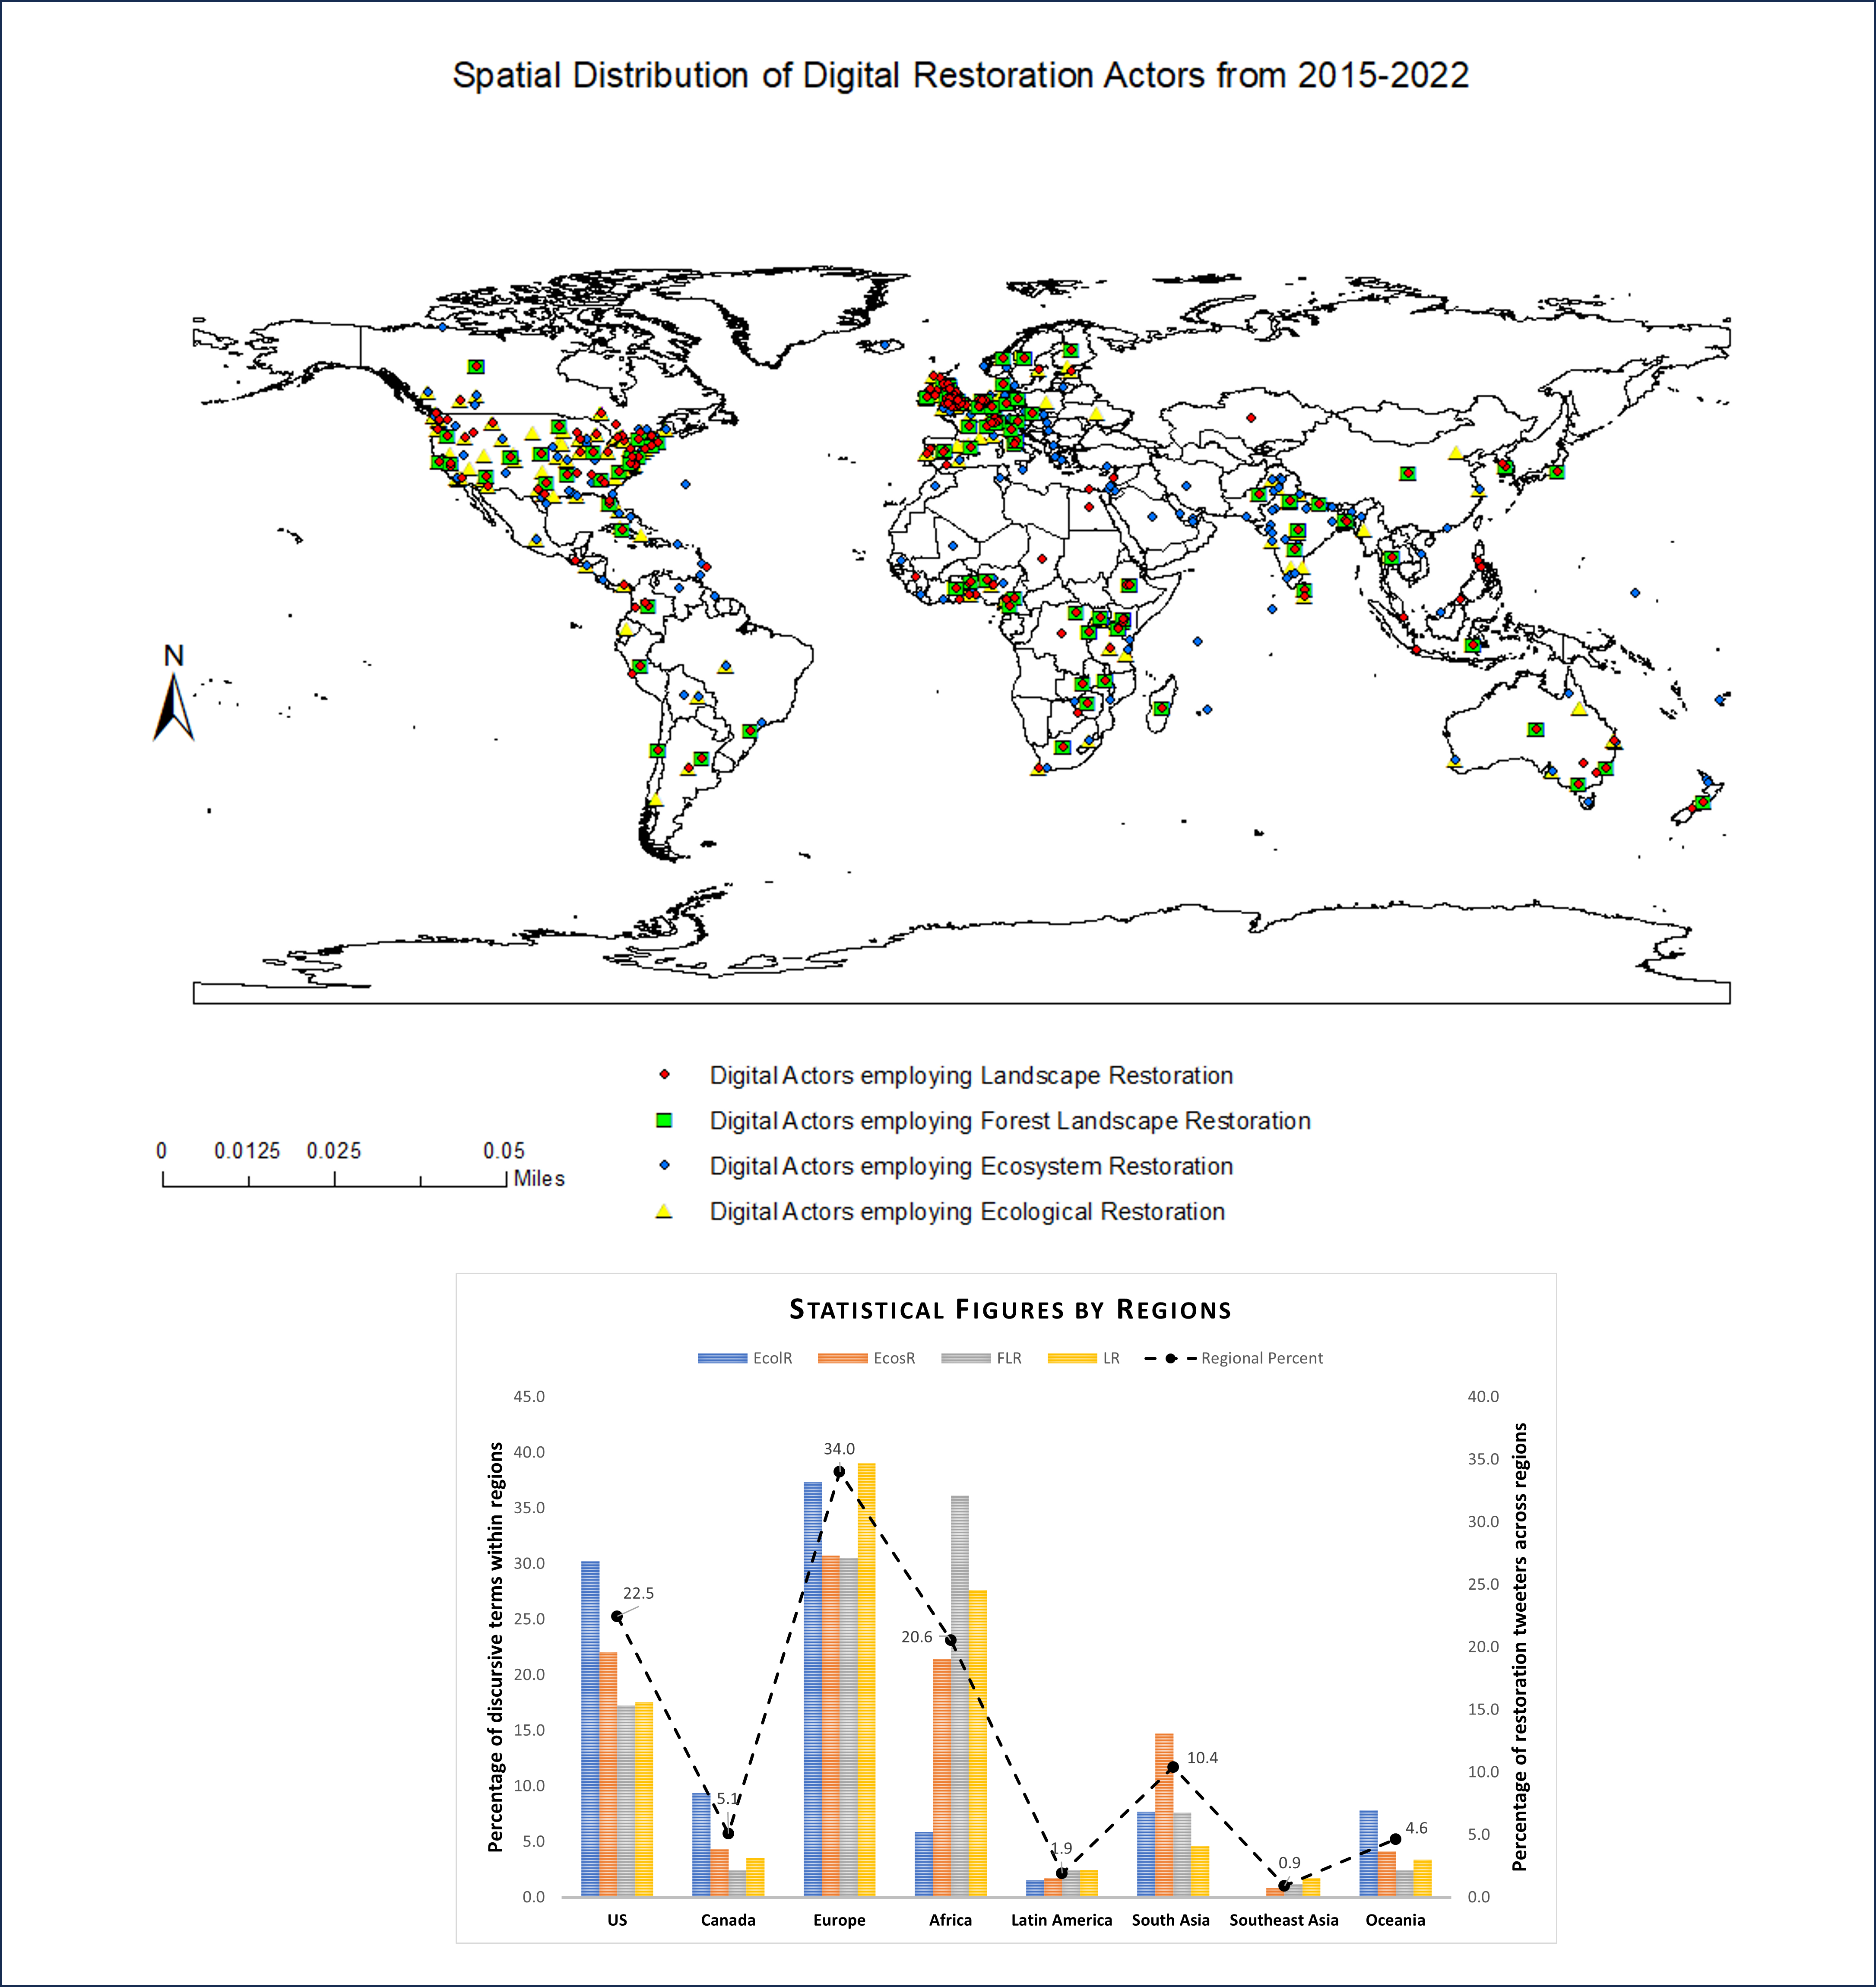 Spatial Distribution of Digital Restoration Actors from 2015-2022
N
Digital Actors employing Landscape Restoration
Digital Actors employing Forest Landscape Restoration
Digital Actors employing Ecosystem Restoration
Digital Actors employing Ecological Restoration
0 0.0125 0.025 0.05
Miles
STATISTICAL FIGURES BY REGIONS
EcolR EcosR FLR LR Regional Percent
Percentage of discursive terms within regions
45.0
40.0
35.0
30.0
25.0
20.0
15.0
10.0
5.0
0.0
22.5
5.1
34.0
20.6
1.9
10.4
0.9
4.6
40.0
35.0
30.0
25.0
20.0
15.0
10.0
5.0
0.0
Percentage of restoration tweeters across regions
US Canada Europe Africa Latin America South Asia Southeast Asia Oceania